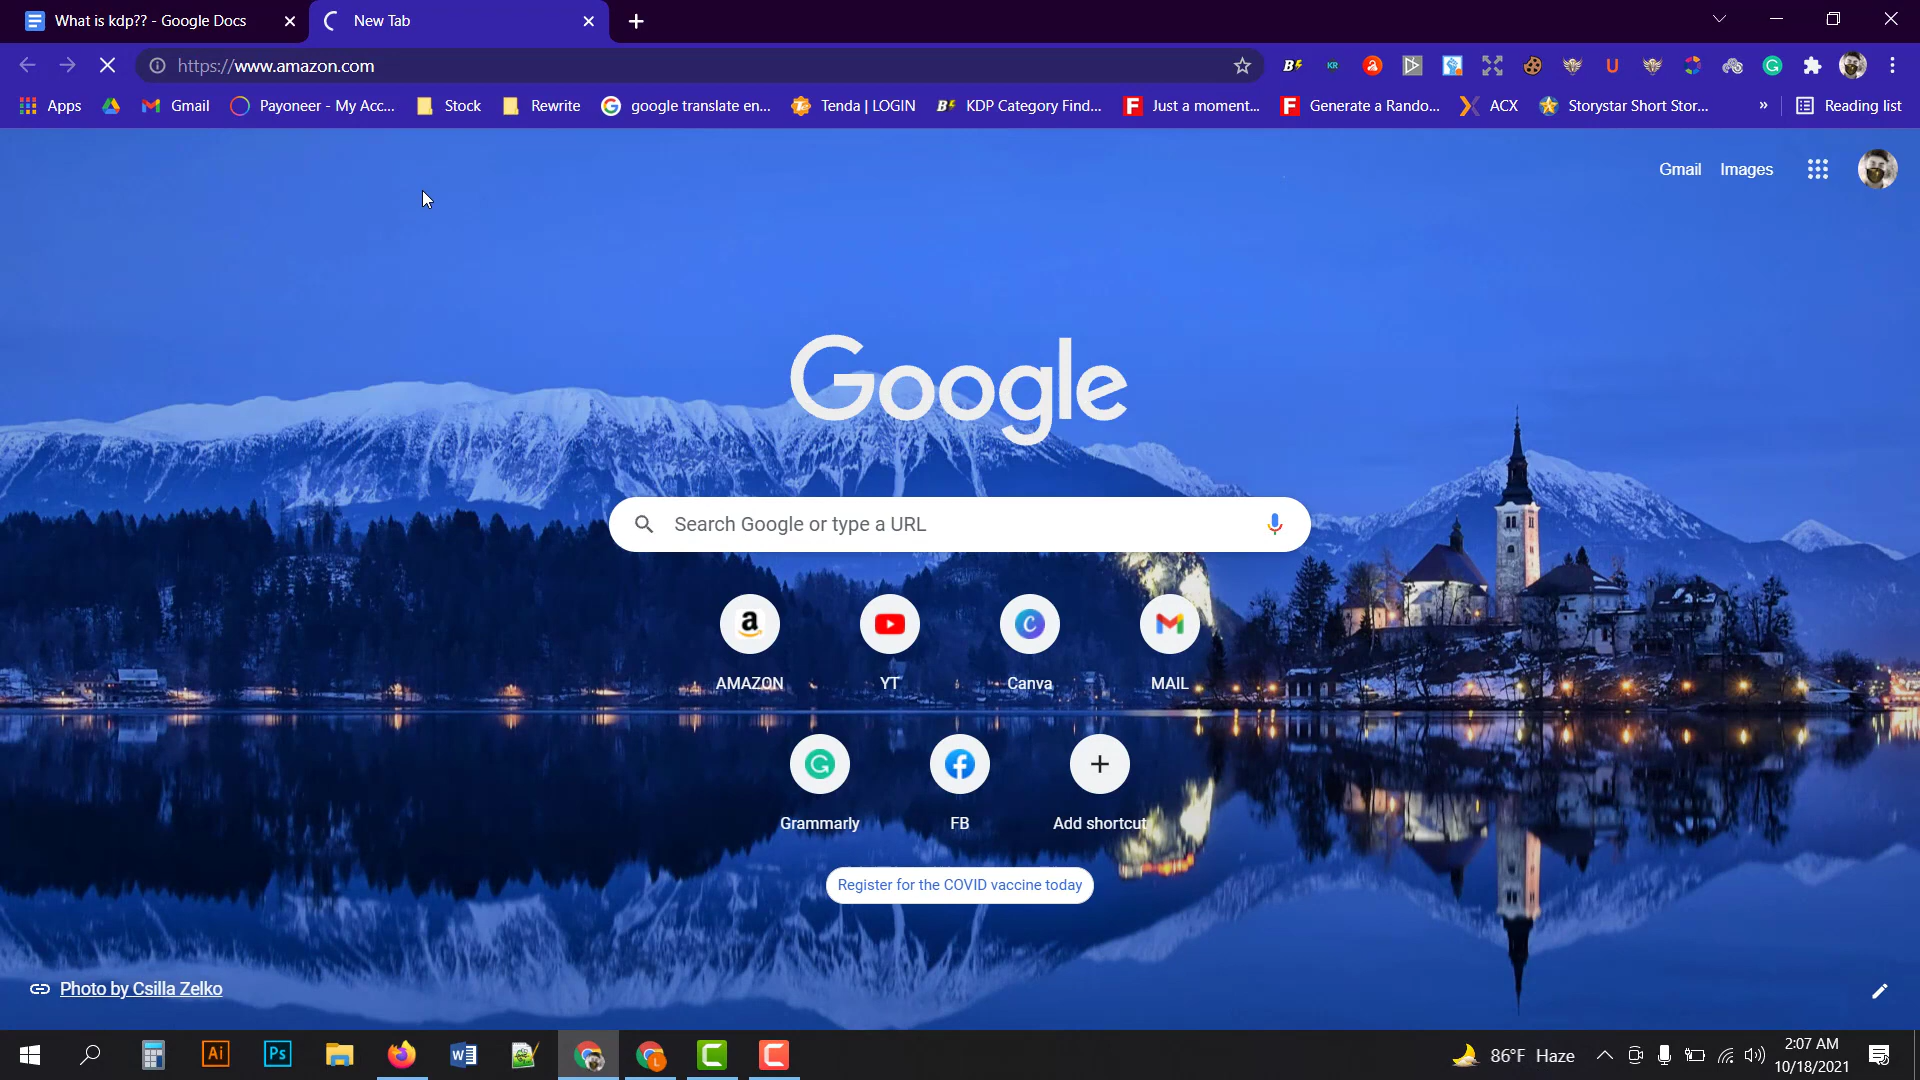 What is kdp?? - Google Docs
New Tab
https://www.amazon.com
Apps
Gmail
Payoneer - My Acc...
Stock
Rewrite
google translate en...
Tenda | LOGIN
KDP Category Find...
Just a moment...
Generate a Rando...
ACX
Storystar Short Stor...
»
Reading list
Gmail
Images
Google
Search Google or type a URL
AMAZON
YT
Canva
MAIL
Grammarly
FB
Add shortcut
Register for the COVID vaccine today
Photo by Csilla Zelko
86°F Haze
2:07 AM
10/18/2021